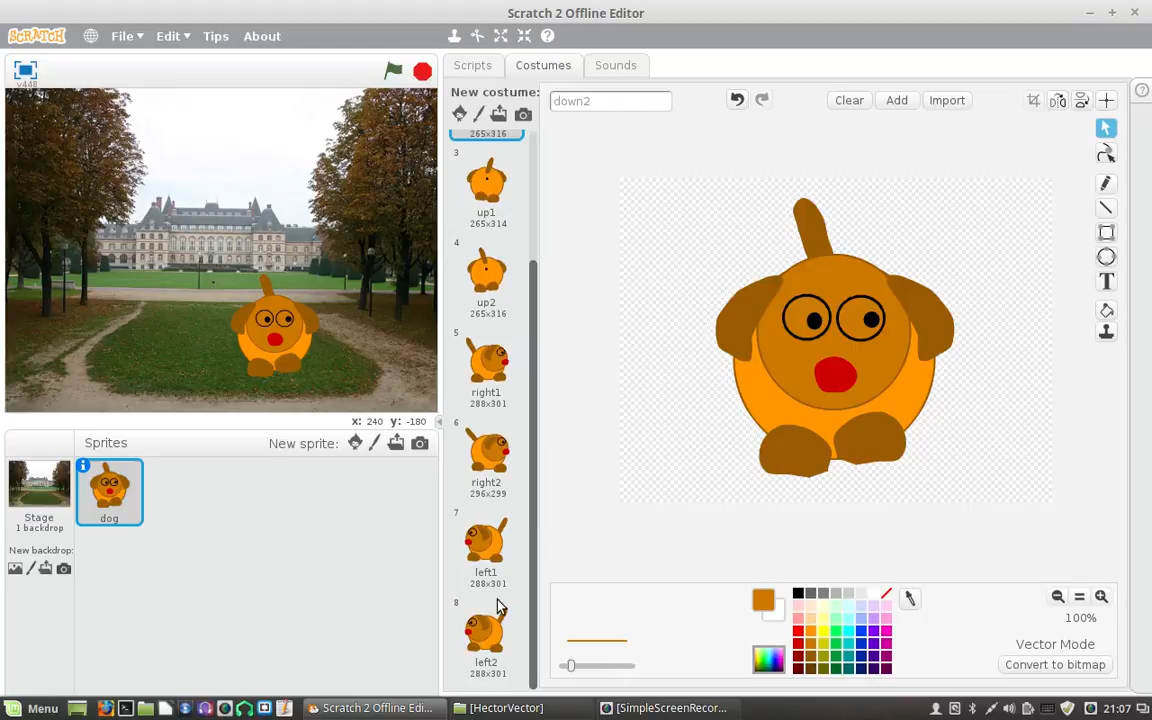 Scratch 2 Offline Editor
SCRATCH File Edit Tips About
v448
Scripts Costumes Sounds
New costume:
265x316
3
up1
265x314
4
up2
265x316
5
right1
288x301
6
right2
296x299
7
left1
288x301
8
left2
288x301
down2
Clear Add Import
T
100%
Vector Mode
Convert to bitmap
x: 240 y: -180
Sprites New sprite:
Stage
1 backdrop
New backdrop:
dog
Menu Scratch 2 Offline Edi... [HectorVector] [SimpleScreenRecor... 21:07